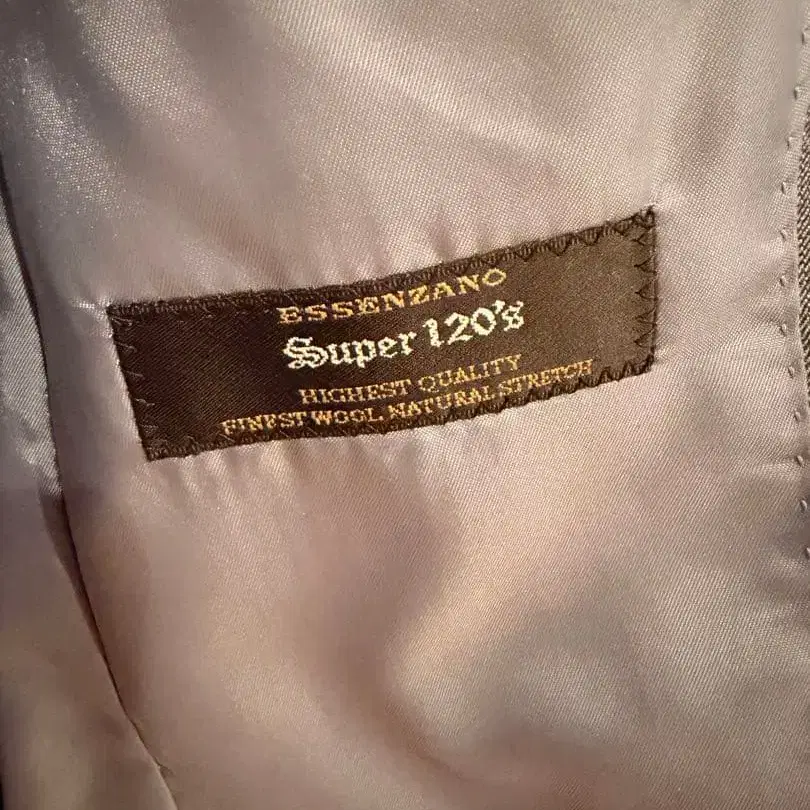 ESSENZANO
Super 120's
HIGHEST QUALITY
FINEST WOOL NATURAL STRETCH